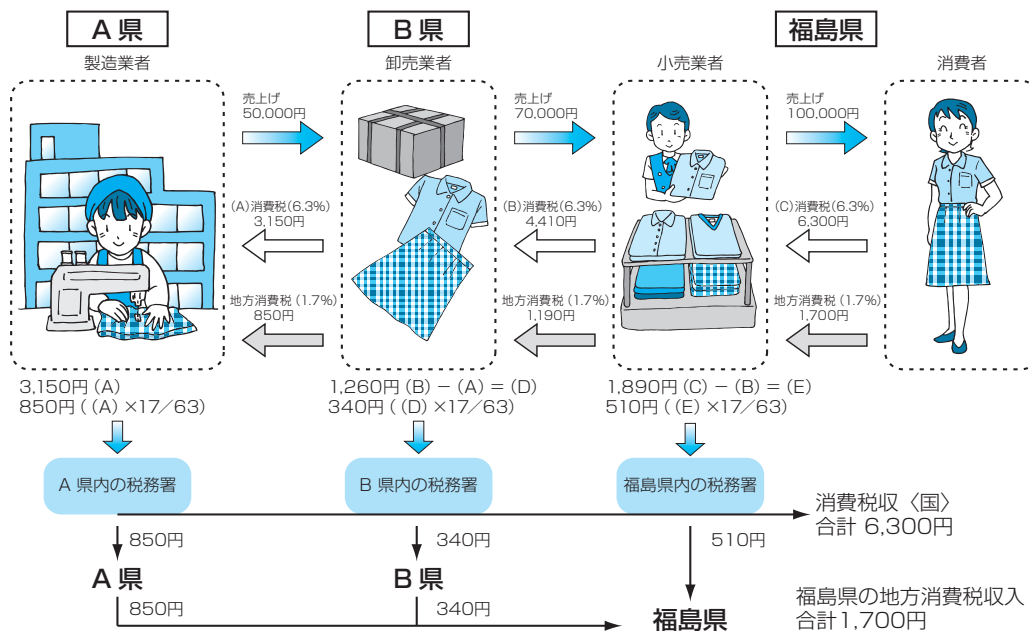 A 県
B 県
福島県
製造業者
卸売業者
小売業者
消費者
売上げ
50,000円
売上げ
70,000円
売上げ
100,000円
(A)消費税(6.3%)
3,150円
(B)消費税(6.3%)
4,410円
(C)消費税(6.3%)
6,300円
地方消費税(1.7%)
850円
地方消費税(1.7%)
1,190円
地方消費税(1.7%)
1,700円
3,150円(A)
850円((A)×17/63)
1,260円(B)−(A)=(D)
340円((D)×17/63)
1,890円(C)−(B)=(E)
510円((E)×17/63)
A 県内の税務署
B 県内の税務署
福島県内の税務署
消費税収〈国〉
合計 6,300円
850円
340円
510円
A 県
B 県
850円
340円
福島県
福島県の地方消費税収入
合計1,700円